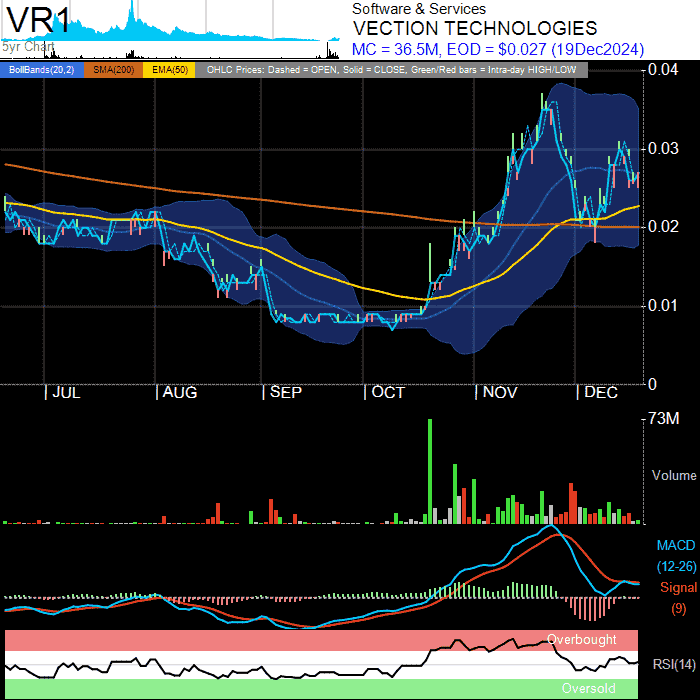 VR1
5yr Chart
Software & Services
VECTION TECHNOLOGIES
MC = 36.5M, EOD = $0.027 (19Dec2024)
BollBands(20,2) SMA(200) EMA(50) OHLC Prices: Dashed = OPEN, Solid = CLOSE, Green/Red bars = Intra-day HIGH/LOW
0.04
0.03
0.02
0.01
0
| JUL | AUG | SEP | OCT | NOV | DEC
73M
Volume
MACD
(12-26)
Signal
(9)
Overbought
RSI(14)
Oversold